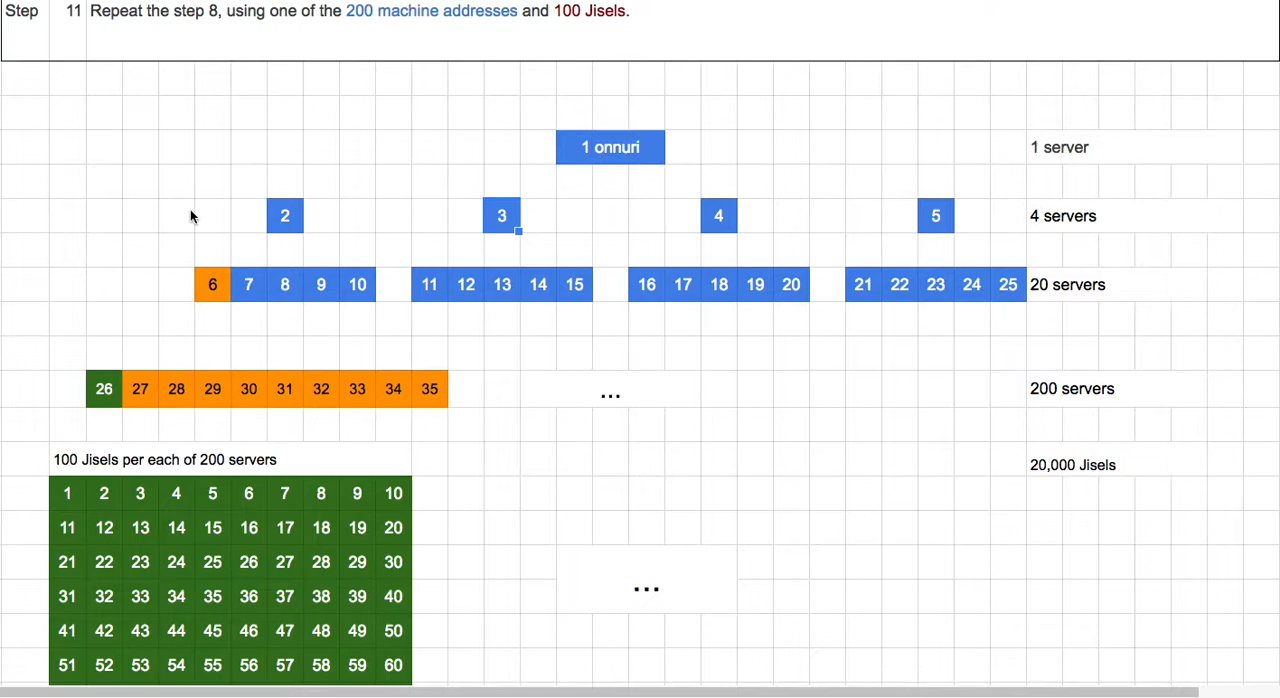 Step 11 Repeat the step 8, using one of the 200 machine addresses and 100 Jisels.
1 onnuri 1 server
2 3 4 5 4 servers
6 7 8 9 10 11 12 13 14 15 16 17 18 19 20 21 22 23 24 25 20 servers
26 27 28 29 30 31 32 33 34 35 ... 200 servers
100 Jisels per each of 200 servers 20,000 Jisels
1 2 3 4 5 6 7 8 9 10
11 12 13 14 15 16 17 18 19 20
21 22 23 24 25 26 27 28 29 30
31 32 33 34 35 36 37 38 39 40
...
41 42 43 44 45 46 47 48 49 50
51 52 53 54 55 56 57 58 59 60